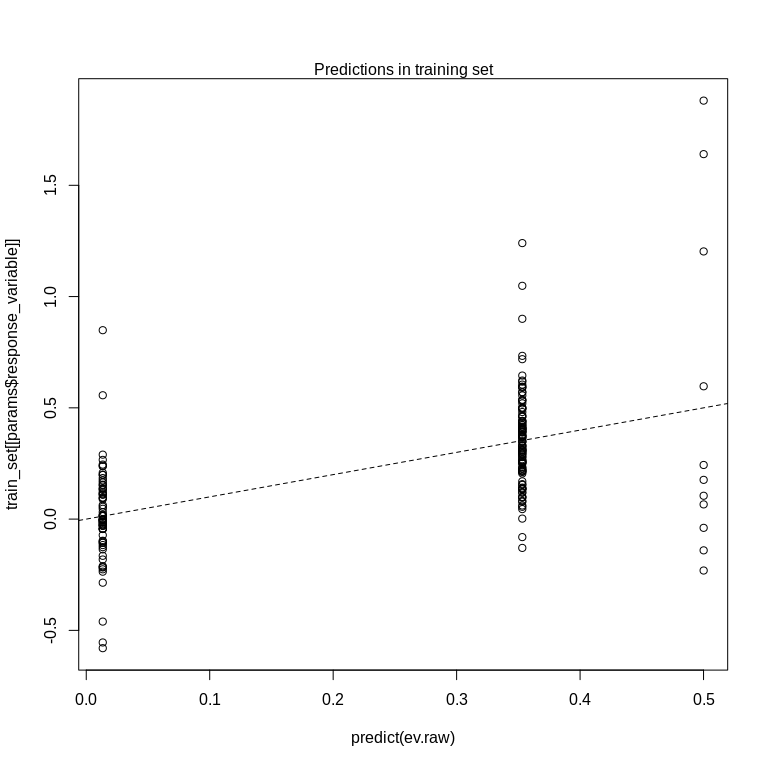 Predictions in training set
train_set[[params$response_variable]]
1.5
1.0
0.5
0.0
-0.5
0.0 0.1 0.2 0.3 0.4 0.5
predict(ev.raw)